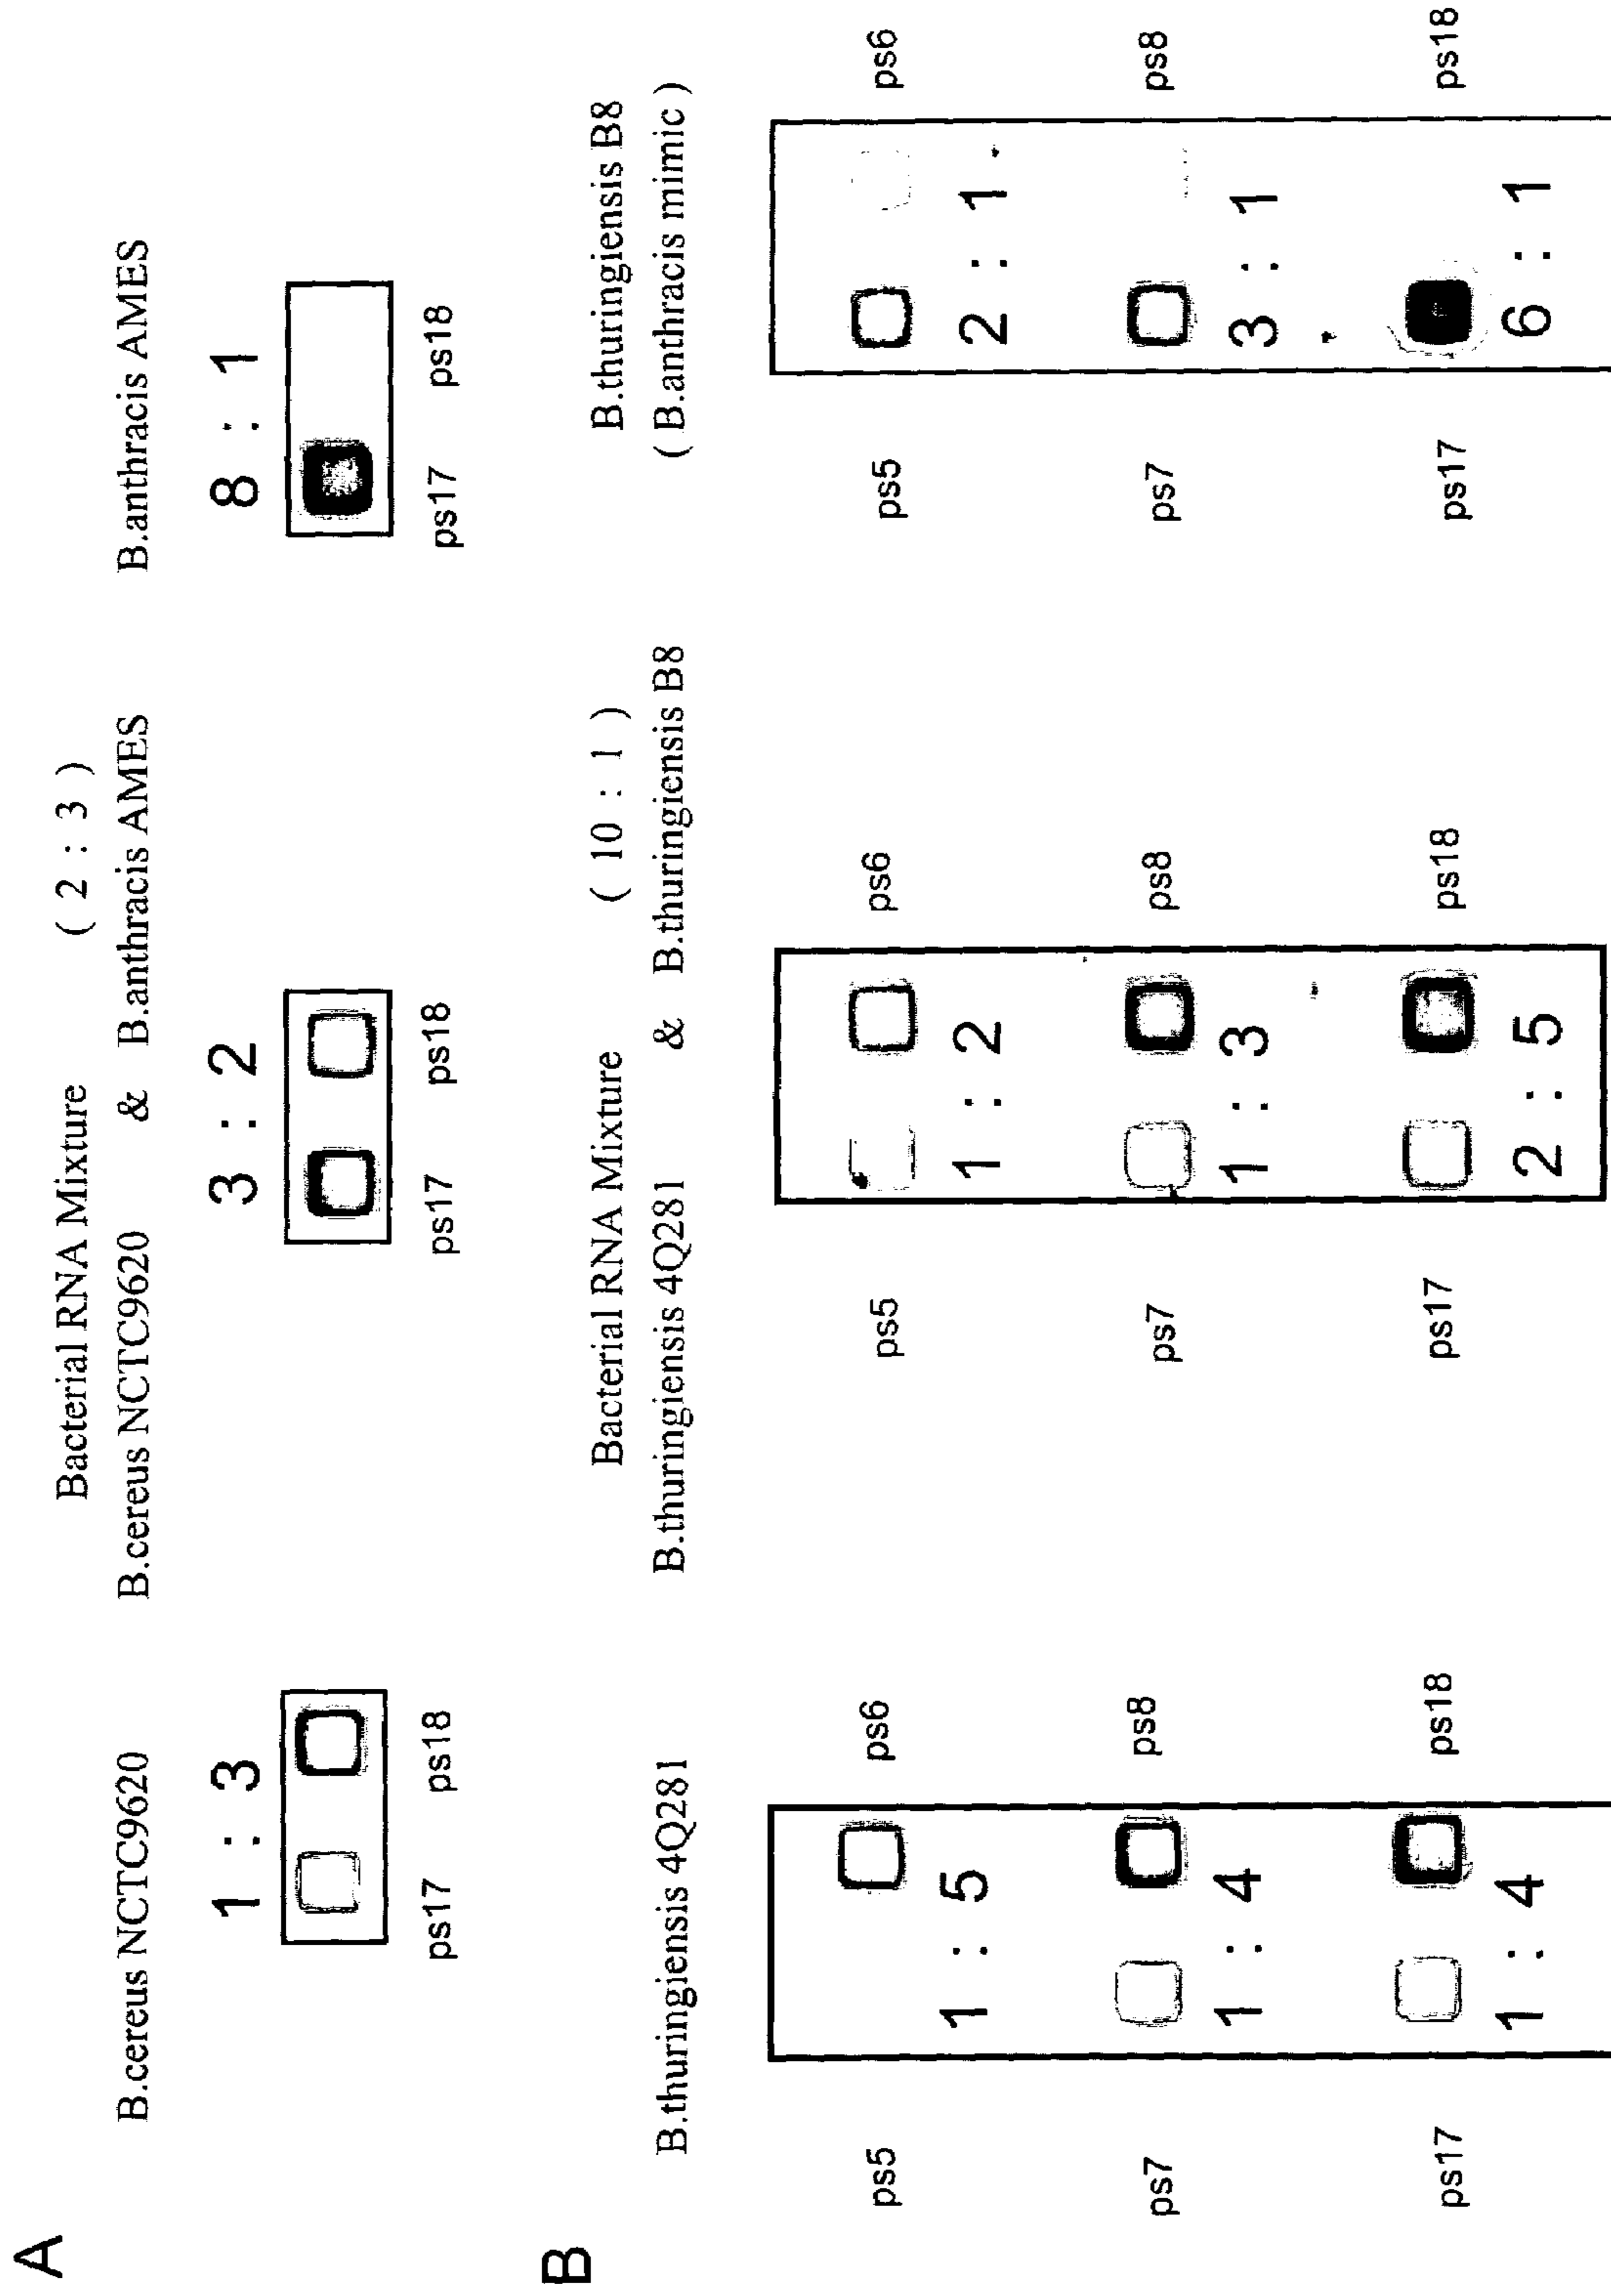 A
Bacterial RNA Mixture ( 2 : 3 )
B.cereus NCTC9620
B.cereus NCTC9620 & B.anthracis AMES
B.anthracis AMES
1 : 3
3 : 2
8 : 1
ps17 ps18
ps17 ps18
ps17 ps18
B
Bacterial RNA Mixture ( 10 : 1 )
B.thuringiensis 4Q281
B.thuringiensis 4Q281 & B.thuringiensis B8
B.thuringiensis B8
( B.anthracis mimic )
ps5 ps6
1 : 5
ps7 ps8
1 : 4
ps17 ps18
1 : 4
ps5 ps6
1 : 2
ps7 ps8
1 : 3
ps17 ps18
2 : 5
ps5 ps6
2 : 1
ps7 ps8
3 : 1
ps17 ps18
6 : 1